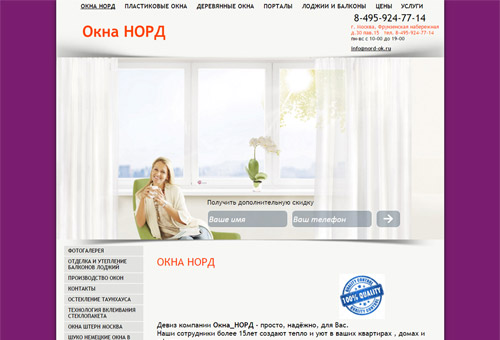 ОКНА НОРД ПЛАСТИКОВЫЕ ОКНА ДЕРЕВЯННЫЕ ОКНА ПОРТАЛЫ ЛОДЖИИ И БАЛКОНЫ ЦЕНЫ УСЛУГИ
8-495-924-77-14
Окна НОРД
г. Москва, Фрунзенская набережная
д.30 пав.15 тел. 8-495-924-77-14
пн-вс с 10-00 до 19-00
info@nord-ok.ru
Получить дополнительную скидку
Ваше имя Ваш телефон
ФОТОГАЛЕРЕЯ
ОТДЕЛКА И УТЕПЛЕНИЕ
БАЛКОНОВ ЛОДЖИЙ
ПРОИЗВОДСТВО ОКОН
КОНТАКТЫ
ОСТЕКЛЕНИЕ ТАУНХАУСА
ТЕХНОЛОГИЯ ВКЛЕИВАНИЯ
СТЕКЛОПАКЕТА
ОКНА ШТЕРН МОСКВА
ШУКО НЕМЕЦКИЕ ОКНА В
ОКНА НОРД
QUALITY CONTROL
100% QUALITY
Девиз компании Окна_НОРД - просто, надёжно, для Вас.
Наши сотрудники более 15лет создают тепло и уют в ваших квартирах , домах и